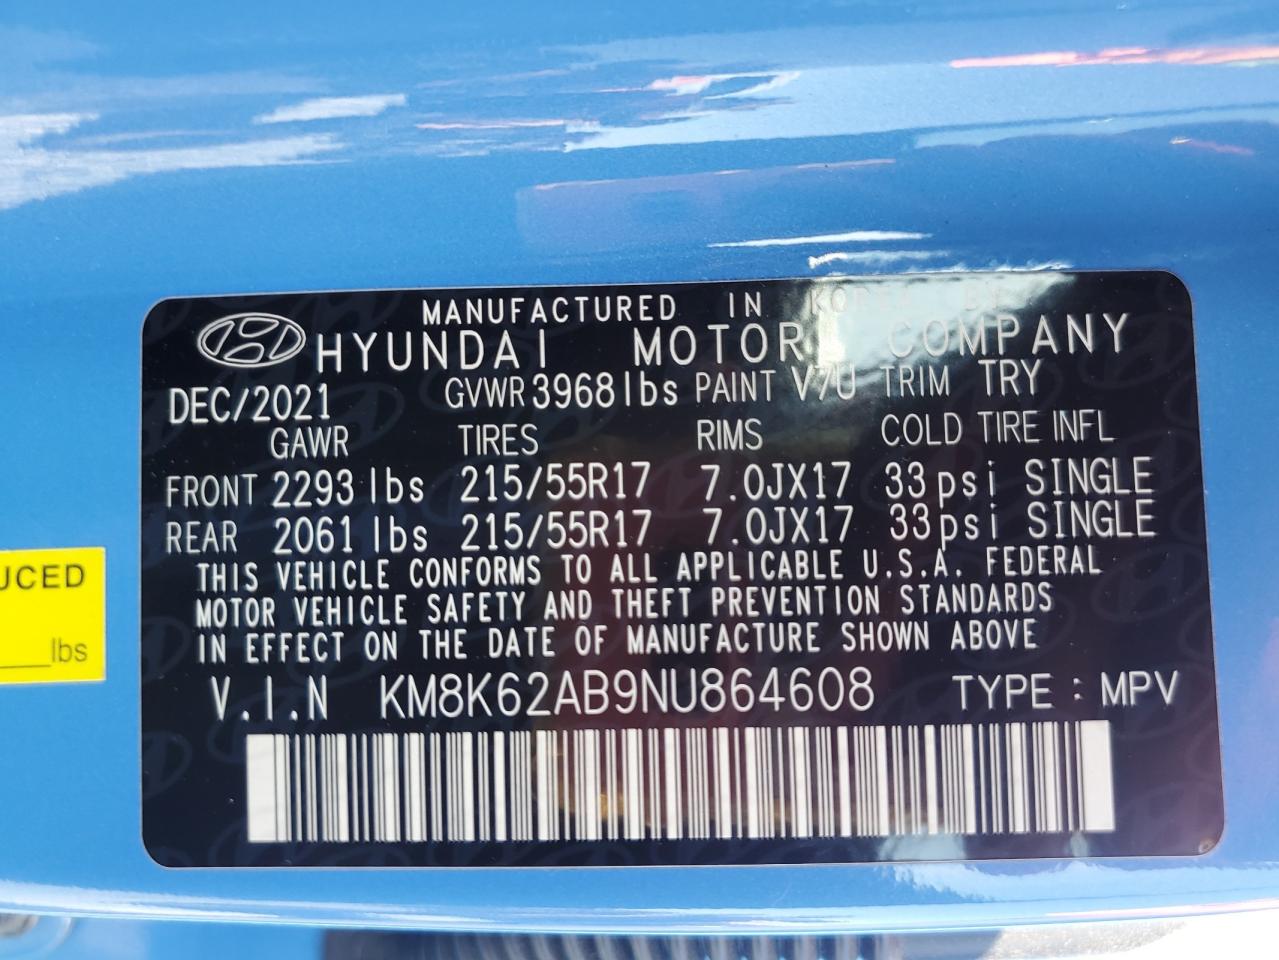 MANUFACTURED IN KOREA BY
HYUNDAI MOTOR COMPANY
DEC/2021 GVWR 3968 lbs PAINT V7U TRIM TRY
GAWR TIRES RIMS COLD TIRE INFL
FRONT 2293 lbs 215/55R17 7.0JX17 33 psi SINGLE
REAR 2061 lbs 215/55R17 7.0JX17 33 psi SINGLE
THIS VEHICLE CONFORMS TO ALL APPLICABLE U.S.A. FEDERAL
MOTOR VEHICLE SAFETY AND THEFT PREVENTION STANDARDS
IN EFFECT ON THE DATE OF MANUFACTURE SHOWN ABOVE
V.I.N KM8K62AB9NU864608 TYPE : MPV
UCED
lbs